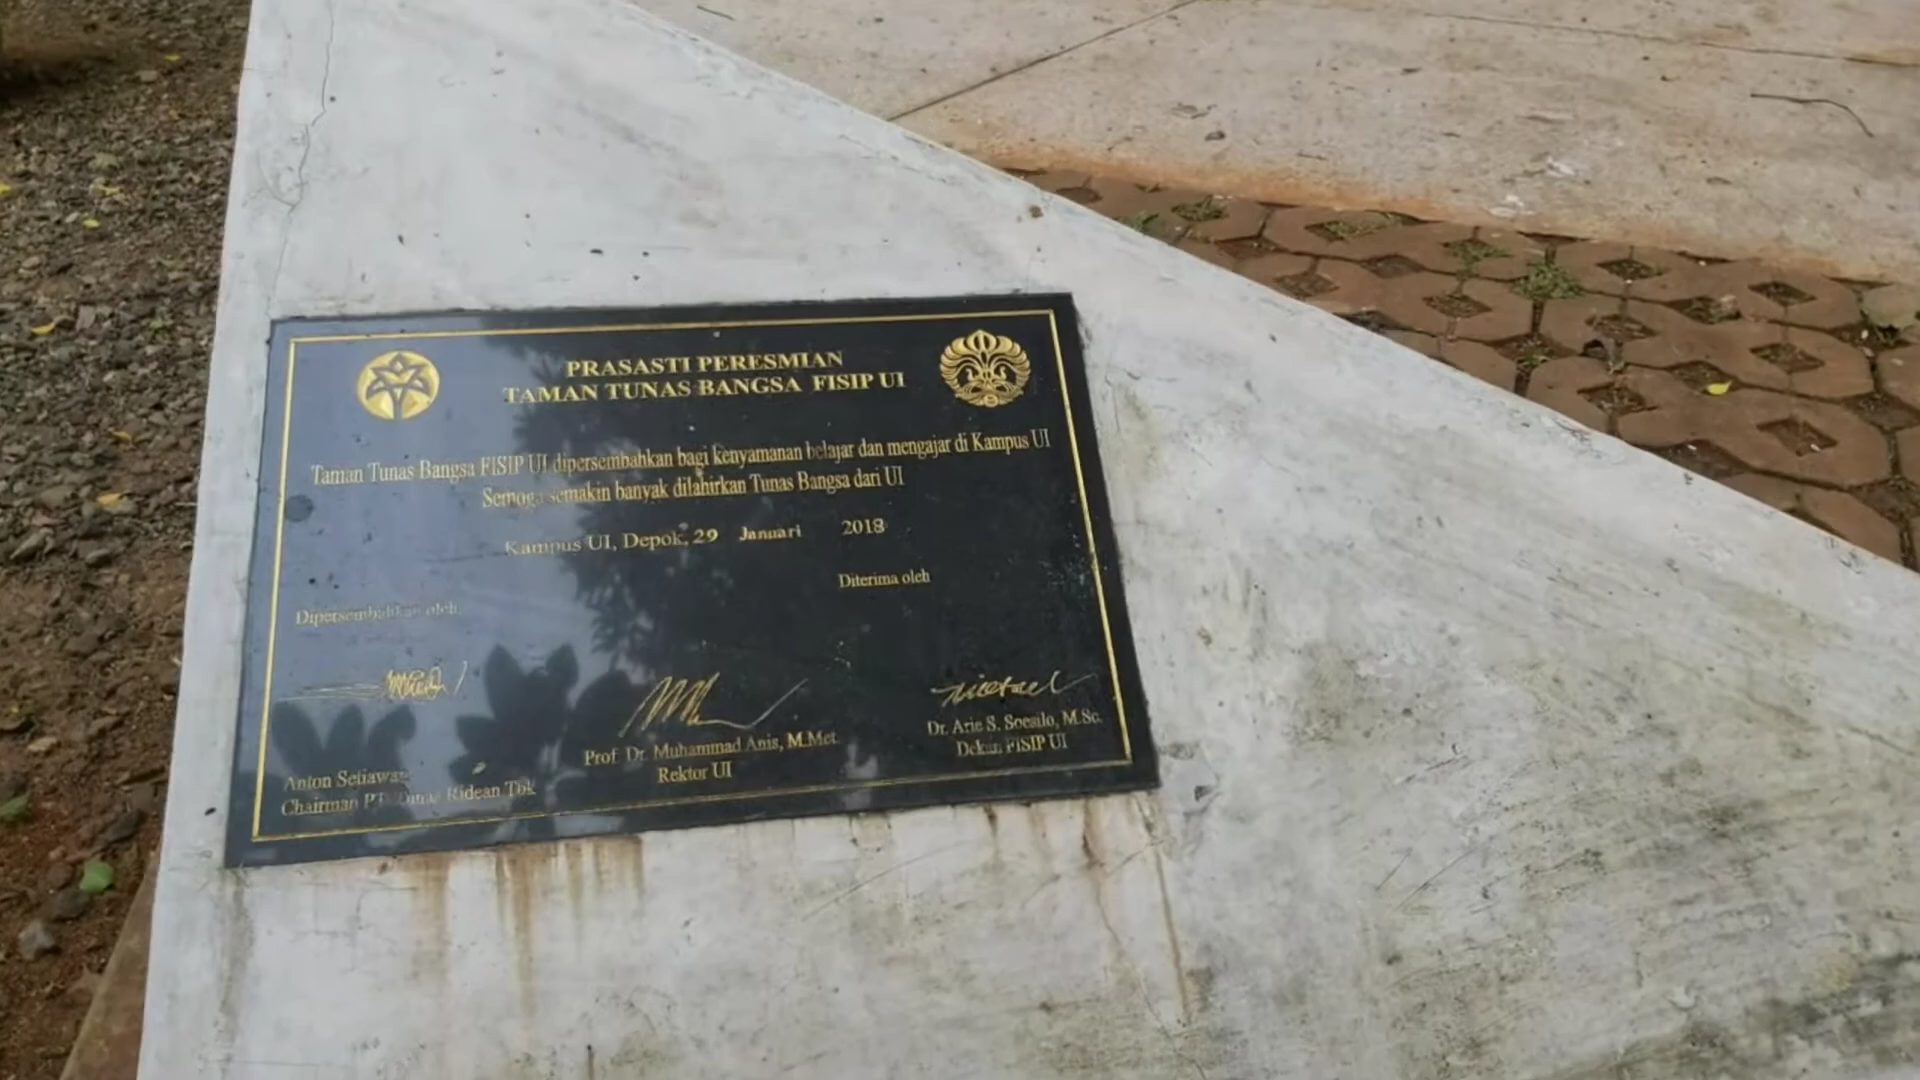 PRASASTI PERESMIAN
TAMAN TUNAS BANGSA FISIP UI
Taman Tunas Bangsa FISIP UI dipersembahkan bagi kenyamanan belajar dan mengajar di Kampus UI
Semoga semakin banyak dilahirkan Tunas Bangsa dari UI
Kampus UI, Depok, 29 Januari 2018
Diterima oleh
Dipersembahkan oleh,
Prof. Dr. Muhammad Anis, M.Met
Rektor UI
Dr. Arie S. Soesilo, M.Sc.
Dekan FISIP UI
Anton Setiawan
Chairman PT. Tunas Ridean Tbk